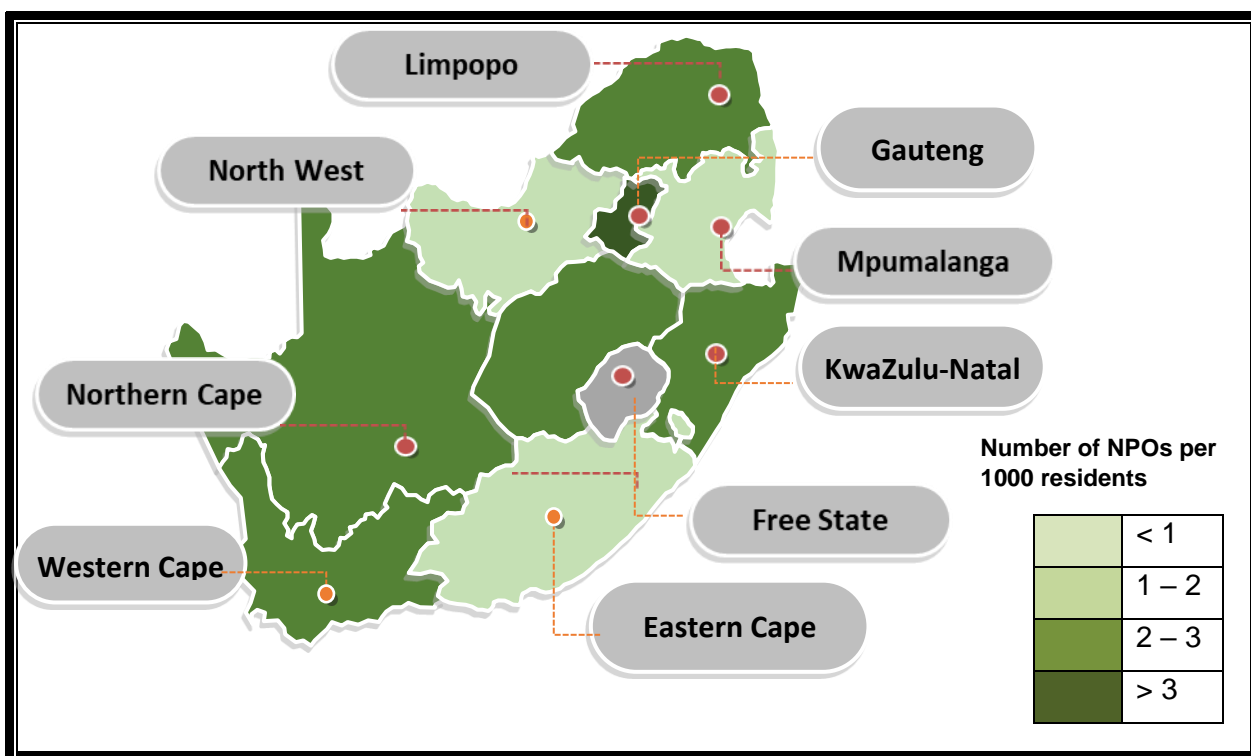 Limpopo
Gauteng
North West
Mpumalanga
KwaZulu-Natal
Northern Cape
Number of NPOs per
1000 residents
Free State
< 1
Western Cape
1 – 2
Eastern Cape
2 – 3
> 3